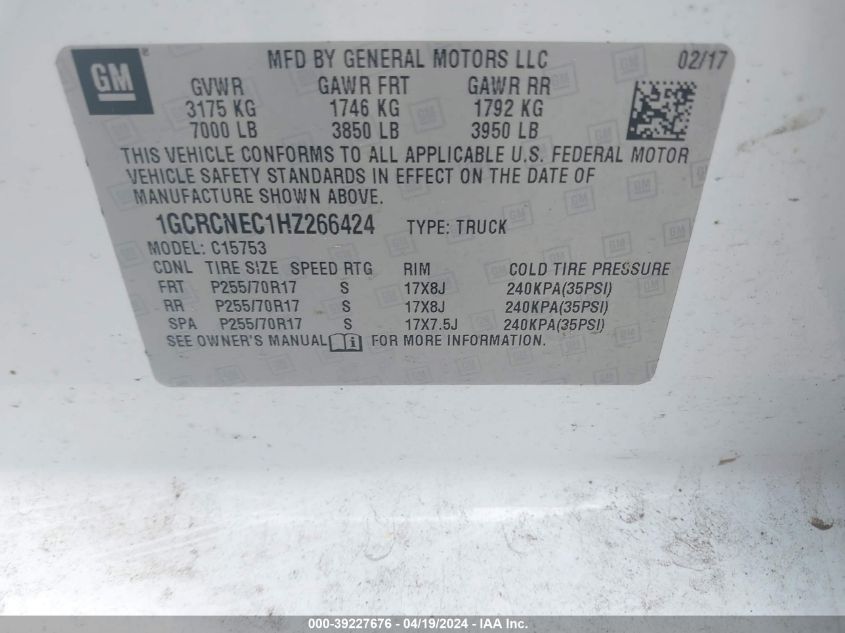 GM ® MFD BY GENERAL MOTORS LLC 02/17
GVWR GAWR FRT GAWR RR
3175 KG 1746 KG 1792 KG
7000 LB 3850 LB 3950 LB
THIS VEHICLE CONFORMS TO ALL APPLICABLE U.S. FEDERAL MOTOR
VEHICLE SAFETY STANDARDS IN EFFECT ON THE DATE OF
MANUFACTURE SHOWN ABOVE.
1GCRCNEC1HZ266424 TYPE: TRUCK
MODEL: C15753
CDNL TIRE SIZE SPEED RTG RIM COLD TIRE PRESSURE
FRT P255/70R17 S 17X8J 240KPA(35PSI)
RR P255/70R17 S 17X8J 240KPA(35PSI)
SPA P255/70R17 S 17X7.5J 240KPA(35PSI)
SEE OWNER'S MANUAL i FOR MORE INFORMATION.
000-39227676 - 04/19/2024 - IAA Inc.